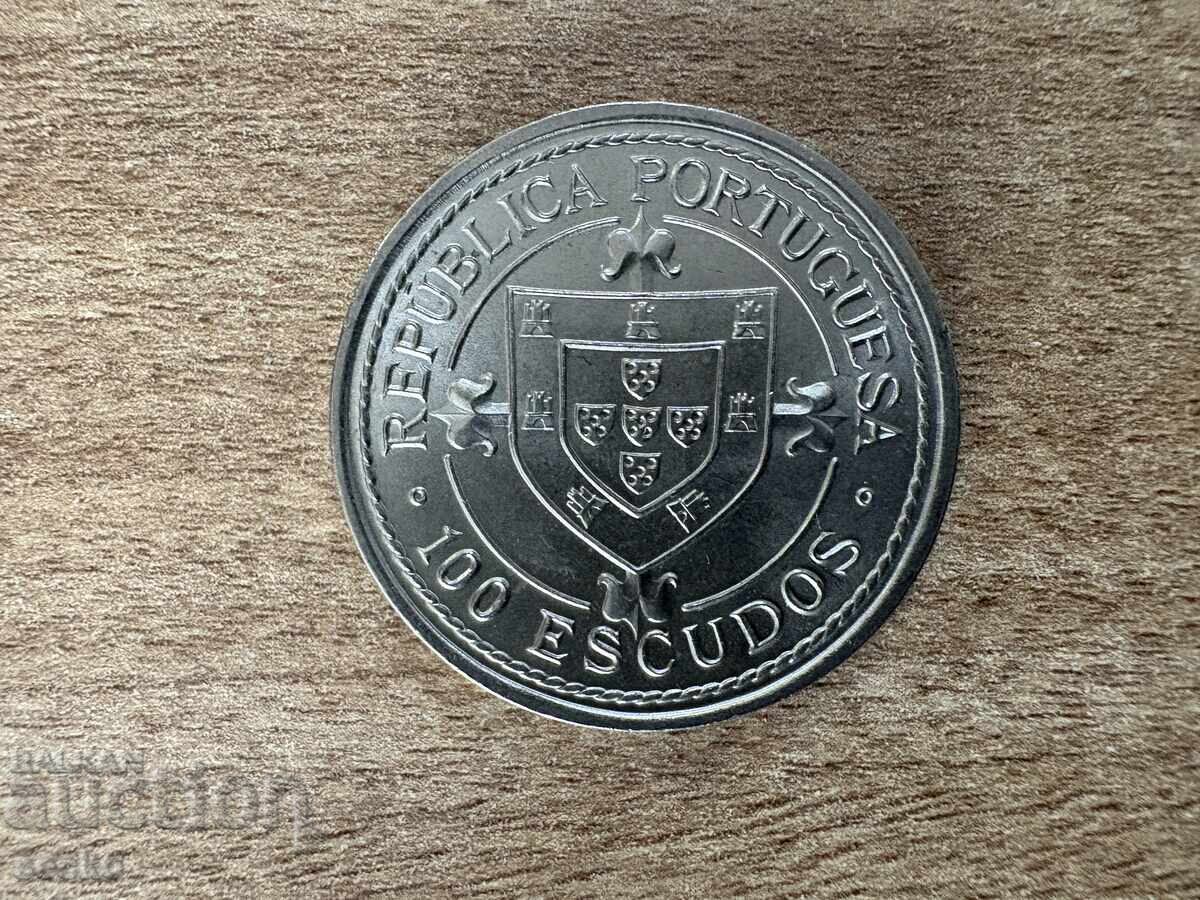 REPUBLICA PORTUGUESA
100 ESCUDOS
BALKAN
auction